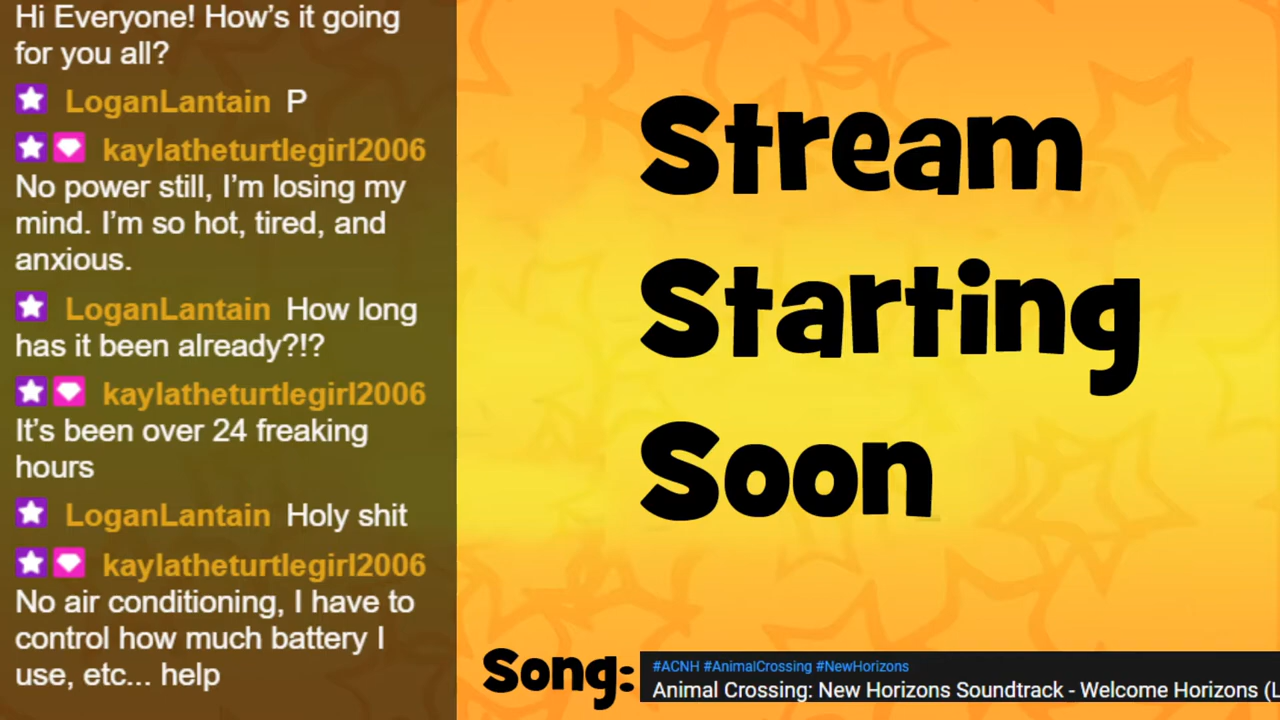 Hi Everyone! How's it going
for you all?
LoganLantain P
kaylatheturtlegirl2006
No power still, I'm losing my
mind. I'm so hot, tired, and
anxious.
LoganLantain How long
has it been already?!?
kaylatheturtlegirl2006
It's been over 24 freaking
hours
LoganLantain Holy shit
kaylatheturtlegirl2006
No air conditioning, I have to
control how much battery I
use, etc... help
Stream
Starting
Soon
Song:
#ACNH #AnimalCrossing #NewHorizons
Animal Crossing: New Horizons Soundtrack - Welcome Horizons (L